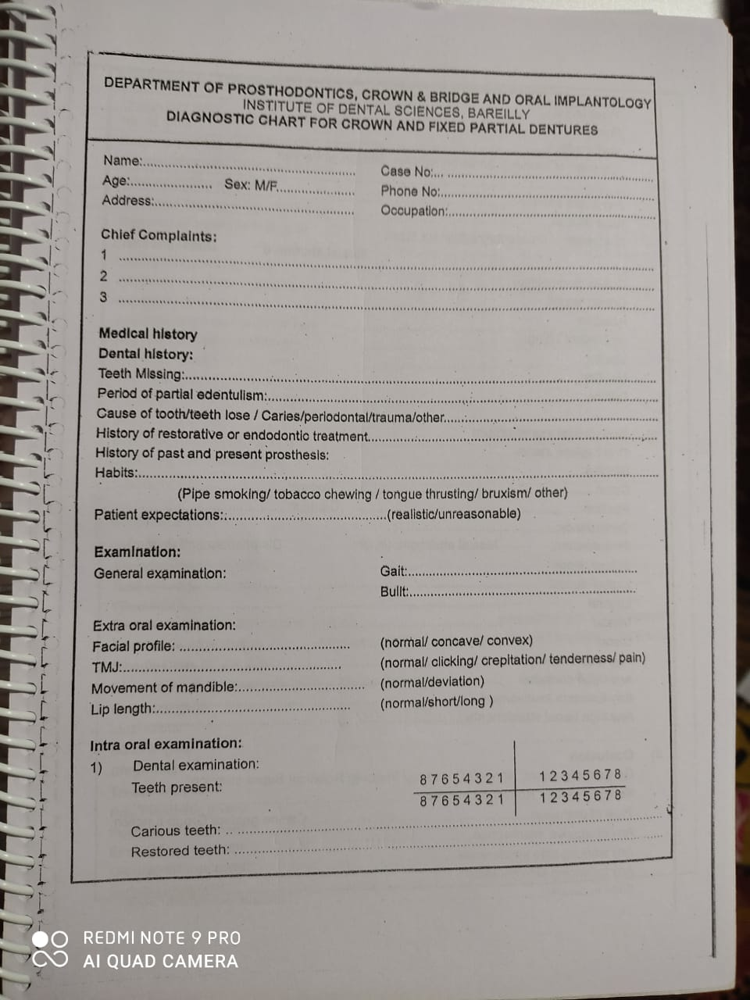 DEPARTMENT OF PROSTHODONTICS, CROWN & BRIDGE AND ORAL IMPLANTOLOGY
INSTITUTE OF DENTAL SCIENCES, BAREILLY
DIAGNOSTIC CHART FOR CROWN AND FIXED PARTIAL DENTURES
Name:.................................................... Case No:... ....................................................
Age:.................... Sex: M/F.................... Phone No:....................................................
Address:.................................................... Occupation:....................................................
Chief Complaints:
1 ....................................................
2 ....................................................
3 ....................................................
Medical history
Dental history:
Teeth Missing:....................................................
Period of partial edentulism:....................................................
Cause of tooth/teeth lose / Caries/periodontal/trauma/other....................................................
History of restorative or endodontic treatment....................................................
History of past and present prosthesis:
Habits:....................................................
(Pipe smoking/ tobacco chewing / tongue thrusting/ bruxism/ other)
Patient expectations:..........................................(realistic/unreasonable)
Examination:
General examination: Gait:....................................................
Built:....................................................
Extra oral examination:
Facial profile: .......................................... (normal/ concave/ convex)
TMJ:.................................................... (normal/ clicking/ crepitation/ tenderness/ pain)
Movement of mandible:.............................. (normal/deviation)
Lip length:.......................................... (normal/short/long )
Intra oral examination:
1) Dental examination:
Teeth present: 8 7 6 5 4 3 2 1 1 2 3 4 5 6 7 8
8 7 6 5 4 3 2 1 1 2 3 4 5 6 7 8
Carious teeth: .. ....................................................
Restored teeth: ....................................................
REDMI NOTE 9 PRO
AI QUAD CAMERA